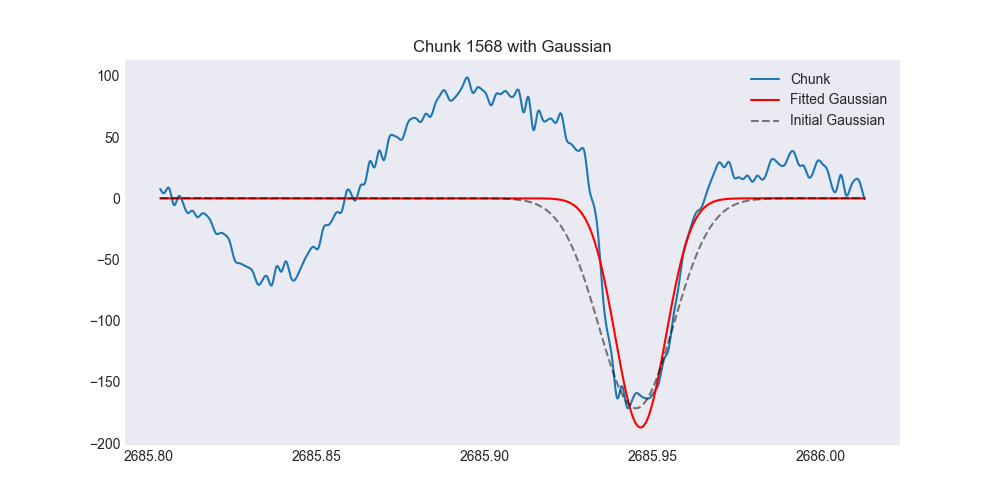 Chunk 1568 with Gaussian
Chunk
Fitted Gaussian
Initial Gaussian
100
50
0
−50
−100
−150
−200
2685.80 2685.85 2685.90 2685.95 2686.00